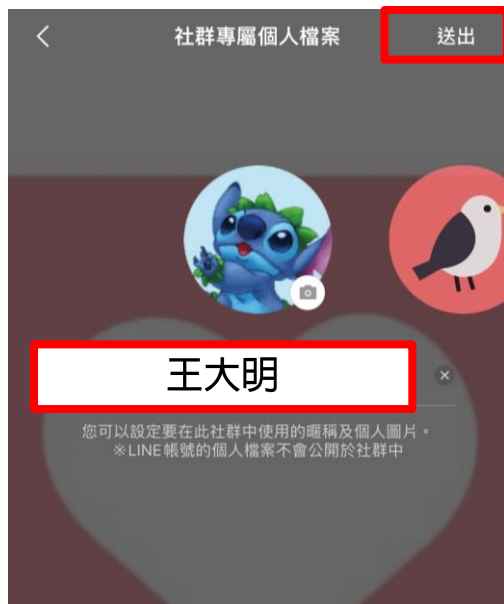 社群專屬個人檔案
送出
王大明
您可以設定要在此社群中使用的暱稱及個人圖片。
※LINE帳號的個人檔案不會公開於社群中